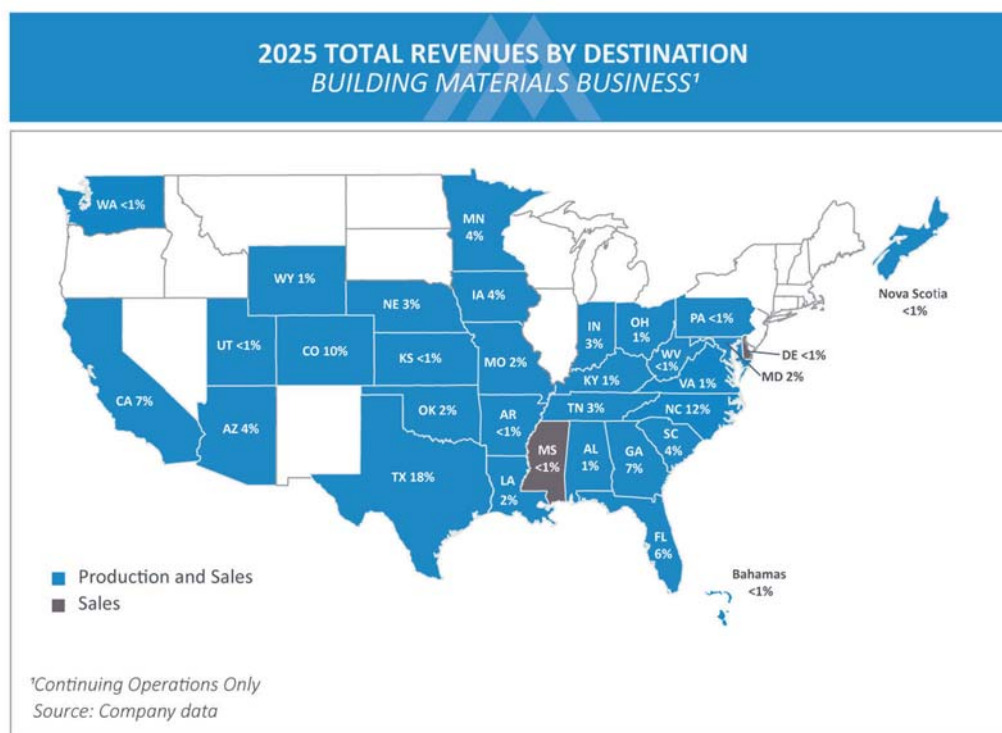 2025 TOTAL REVENUES BY DESTINATION
BUILDING MATERIALS BUSINESS¹
WA <1%
MN
4%
WY 1%
NE 3%
IA 4%
Nova Scotia
<1%
UT <1%
CO 10%
KS <1%
MO 2%
IN
3%
OH
1%
PA <1%
WV
<1%
DE <1%
MD 2%
KY 1%
VA 1%
CA 7%
AZ 4%
OK 2%
AR
<1%
TN 3%
NC 12%
SC
4%
TX 18%
LA
2%
MS
<1%
AL
1%
GA
7%
FL
6%
Bahamas
<1%
Production and Sales
Sales
¹Continuing Operations Only
Source: Company data